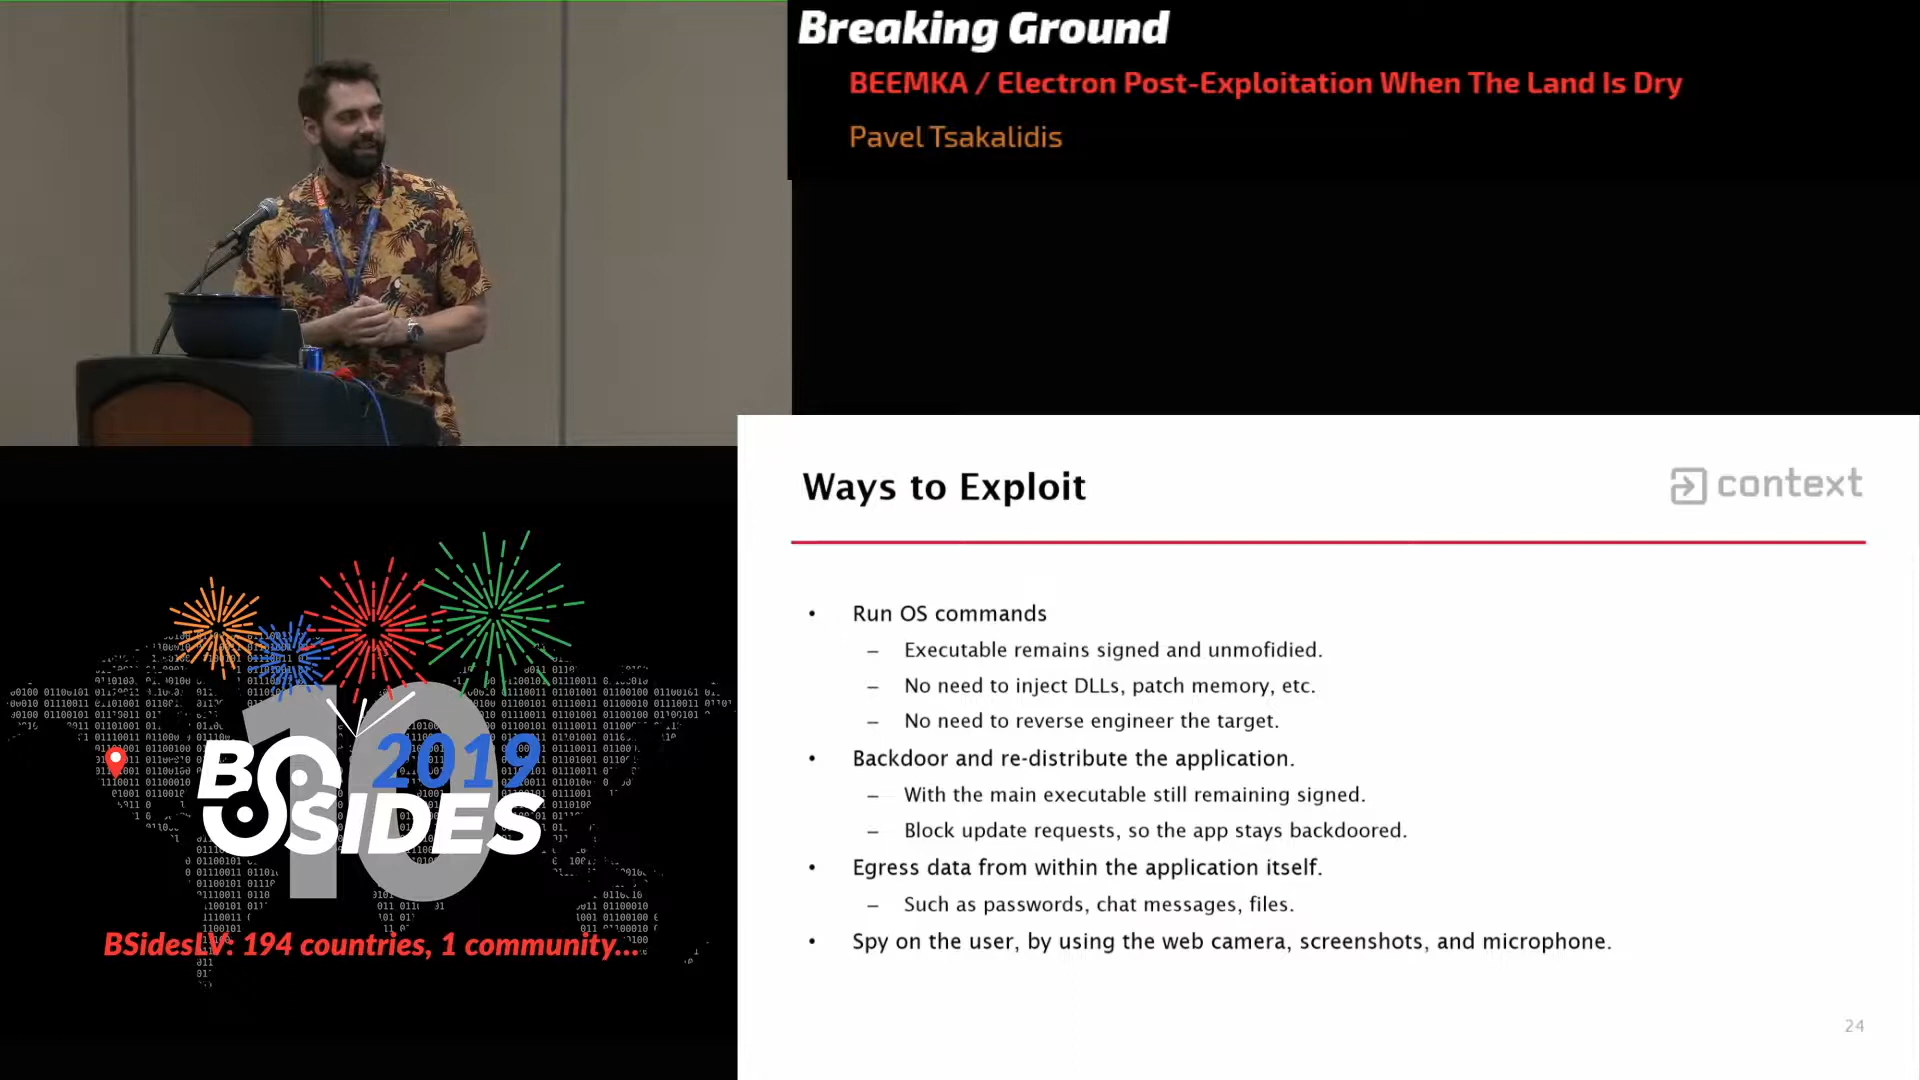 Breaking Ground
BEEMKA / Electron Post-Exploitation When The Land Is Dry
Pavel Tsakalidis
Ways to Exploit
context
• Run OS commands
– Executable remains signed and unmofidied.
– No need to inject DLLs, patch memory, etc.
– No need to reverse engineer the target.
• Backdoor and re-distribute the application.
– With the main executable still remaining signed.
– Block update requests, so the app stays backdoored.
• Egress data from within the application itself.
– Such as passwords, chat messages, files.
• Spy on the user, by using the web camera, screenshots, and microphone.
24
10
2019
BSIDES
BSidesLV: 194 countries, 1 community...